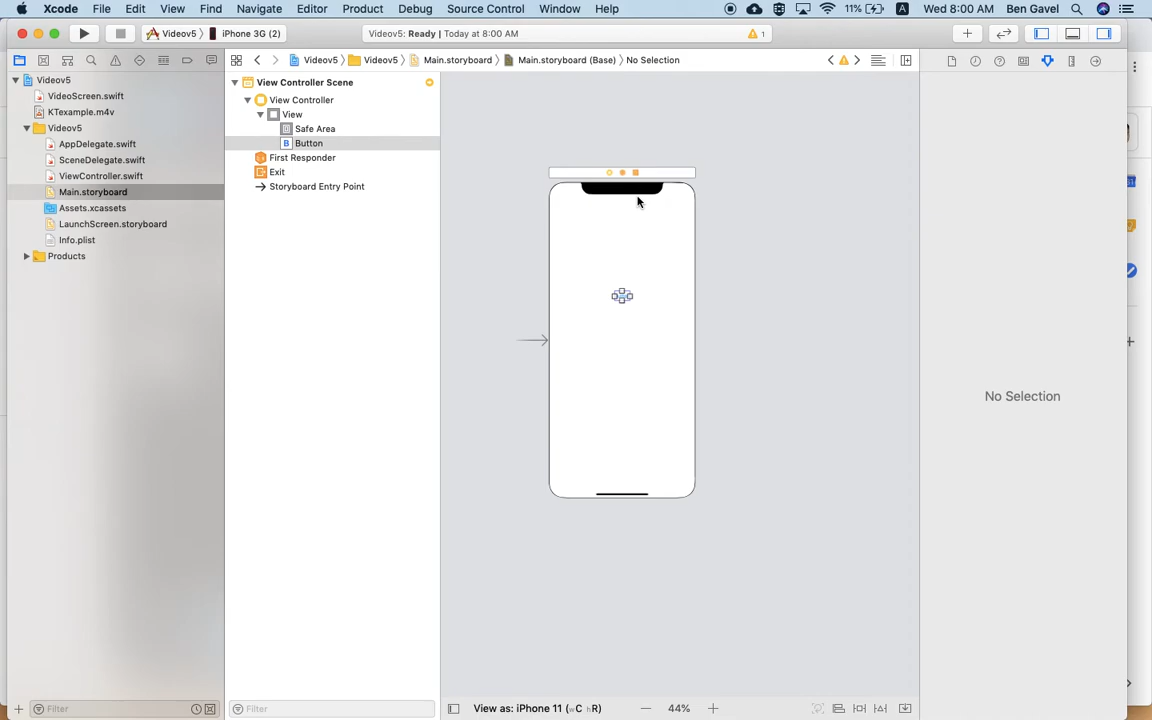 Xcode File Edit View Find Navigate Editor Product Debug Source Control Window Help 11% A Wed 8:00 AM Ben Gavel
Videov5 〉 iPhone 3G (2) Videov5: Ready | Today at 8:00 AM 1
Videov5 〉 Videov5 〉 Main.storyboard 〉 Main.storyboard (Base) 〉 No Selection
Videov5
VideoScreen.swift
KTexample.m4v
Videov5
AppDelegate.swift
SceneDelegate.swift
ViewController.swift
Main.storyboard
Assets.xcassets
LaunchScreen.storyboard
Info.plist
Products
View Controller Scene
View Controller
View
Safe Area
B Button
First Responder
Exit
Storyboard Entry Point
No Selection
Filter
Filter
View as: iPhone 11 (wC hR) 44%